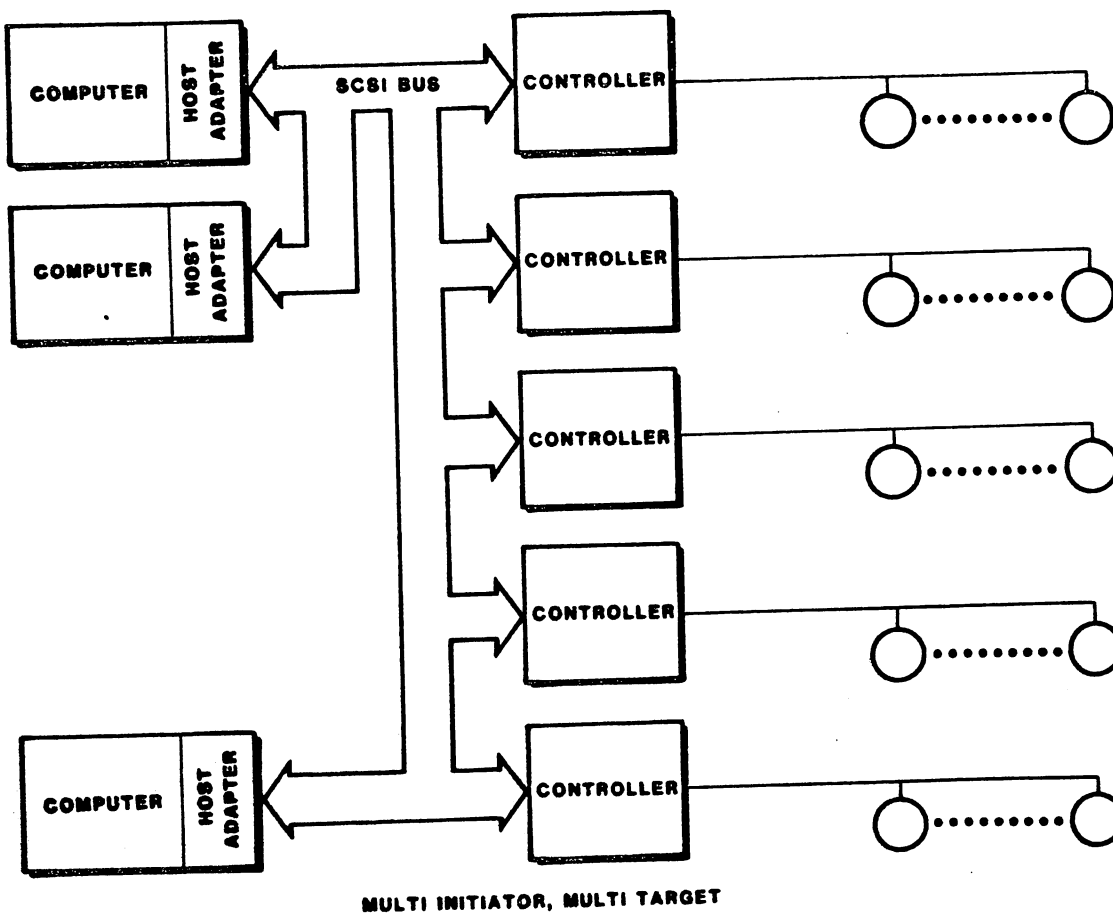 COMPUTER
HOST
ADAPTER
SCSI BUS
CONTROLLER
COMPUTER
HOST
ADAPTER
CONTROLLER
CONTROLLER
CONTROLLER
COMPUTER
HOST
ADAPTER
CONTROLLER
MULTI INITIATOR, MULTI TARGET